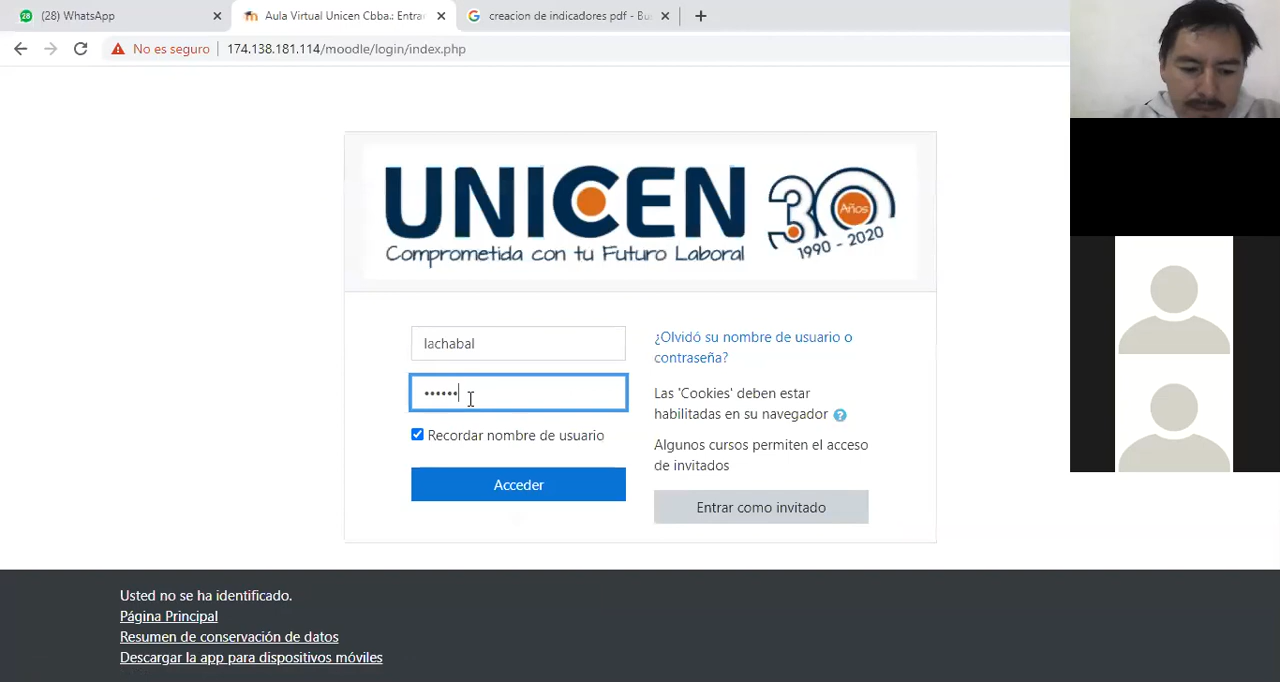 28
(28) WhatsApp
Aula Virtual Unicen Cbba.: Entra
creacion de indicadores pdf - Bu
No es seguro
174.138.181.114/moodle/login/index.php
UNICEN
Comprometida con tu Futuro Laboral
30
Años
1990 - 2020
lachabal
••••••
Recordar nombre de usuario
Acceder
¿Olvidó su nombre de usuario o
contraseña?
Las 'Cookies' deben estar
habilitadas en su navegador
Algunos cursos permiten el acceso
de invitados
Entrar como invitado
Usted no se ha identificado.
Página Principal
Resumen de conservación de datos
Descargar la app para dispositivos móviles